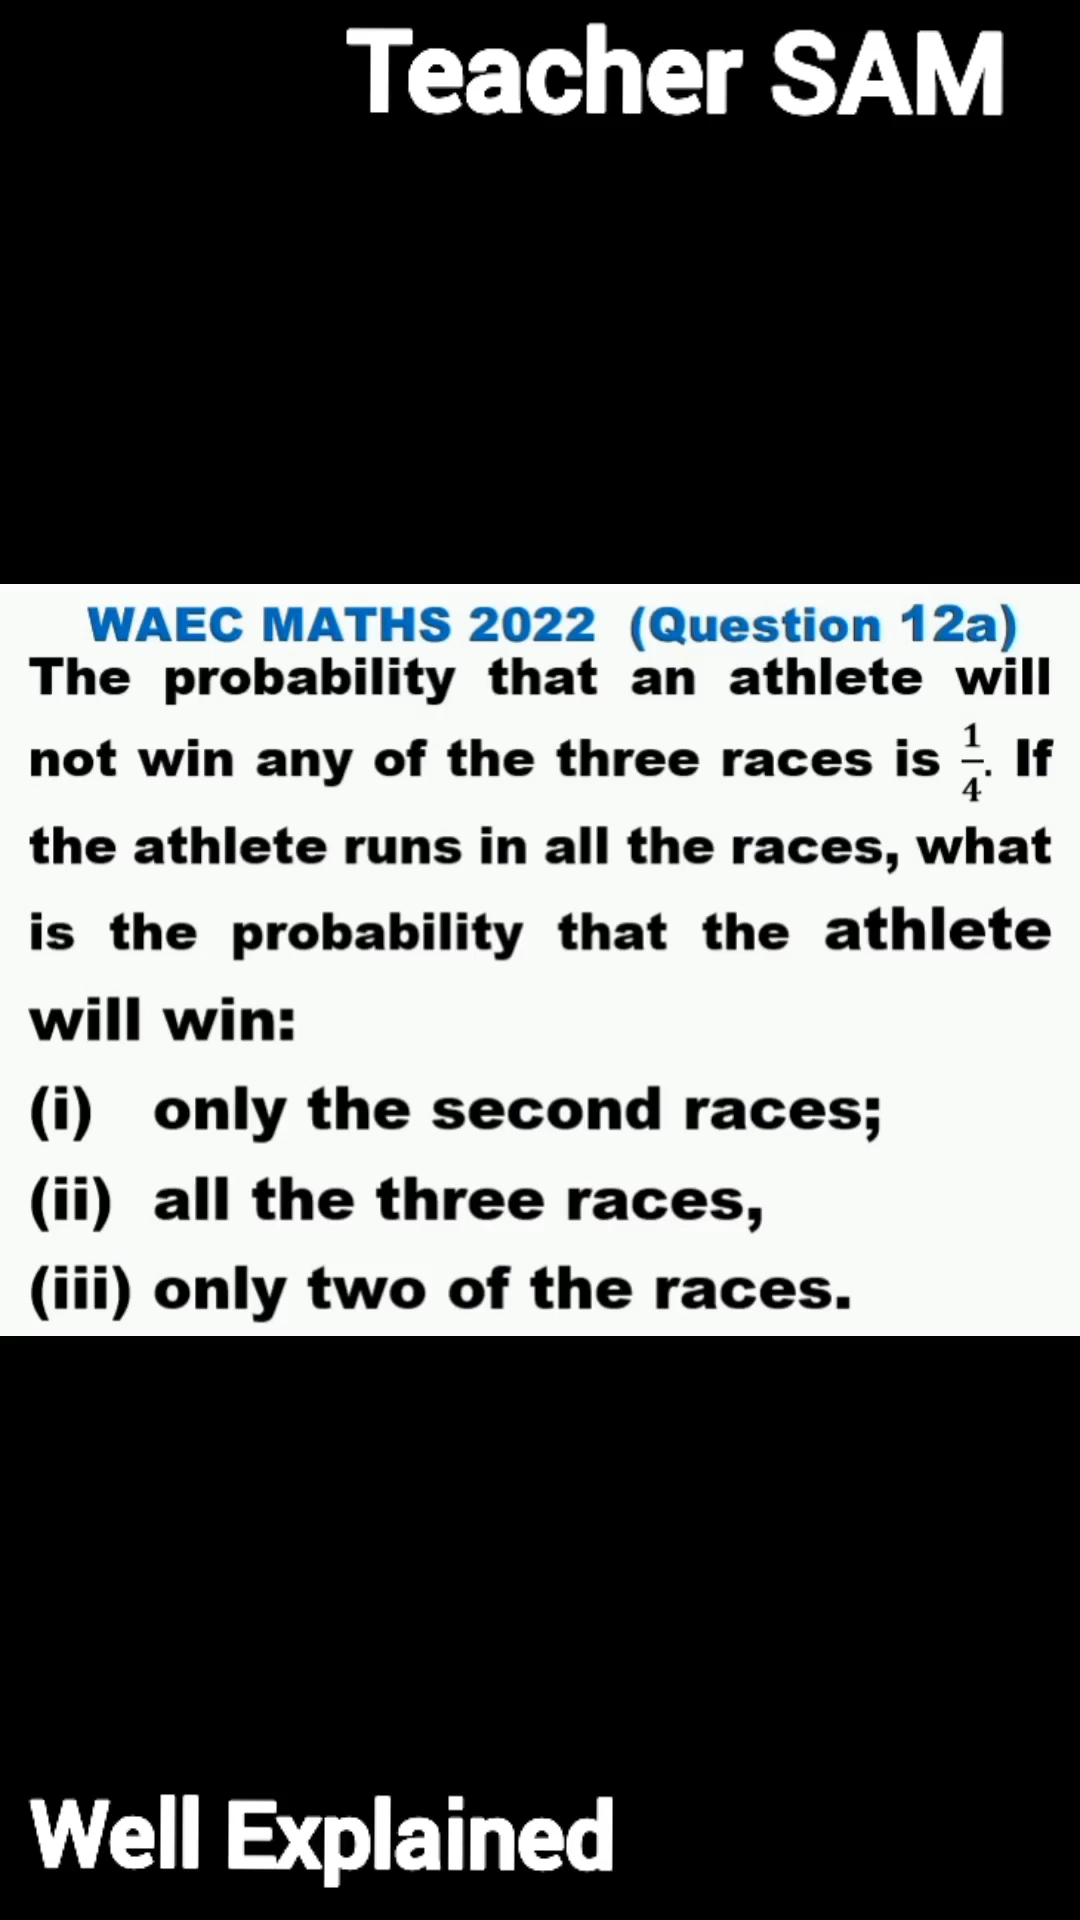 Teacher SAM
WAEC MATHS 2022 (Question 12a)
The probability that an athlete will
not win any of the three races is 1/4. If
the athlete runs in all the races, what
is the probability that the athlete
will win:
(i) only the second races;
(ii) all the three races,
(iii) only two of the races.
Well Explained